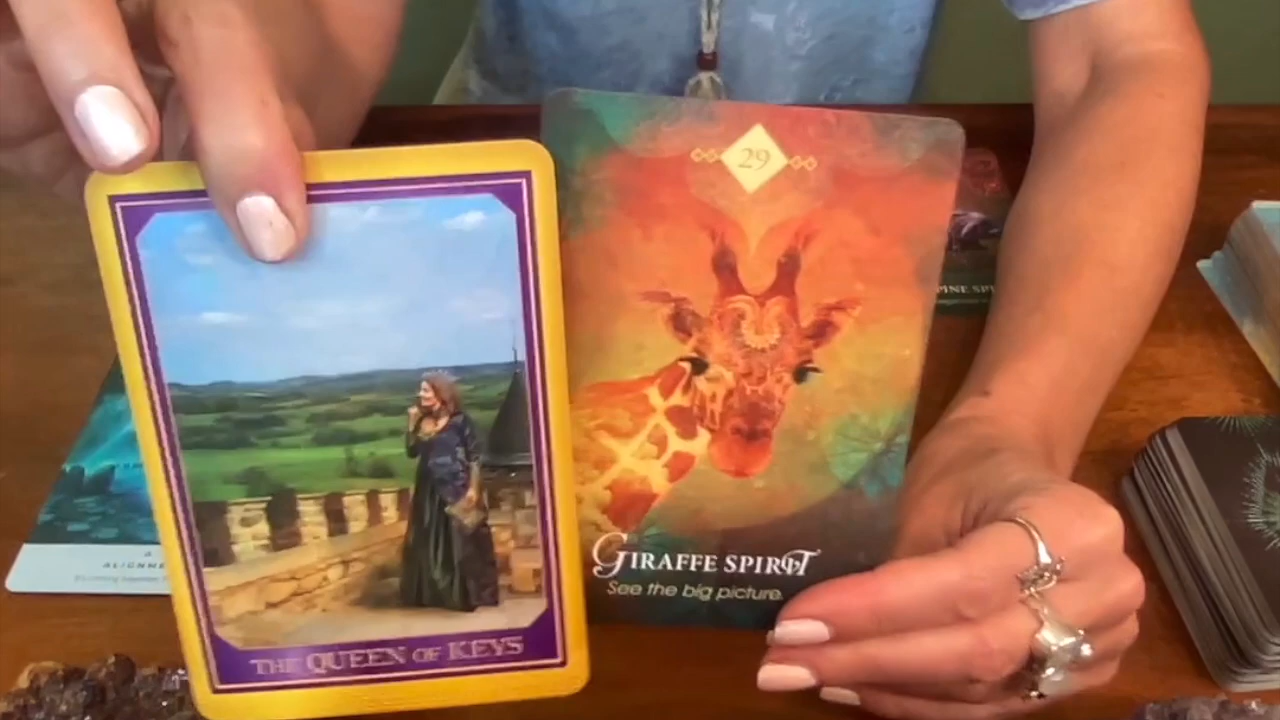 THE QUEEN OF KEYS
29
GIRAFFE SPIRIT
See the big picture.